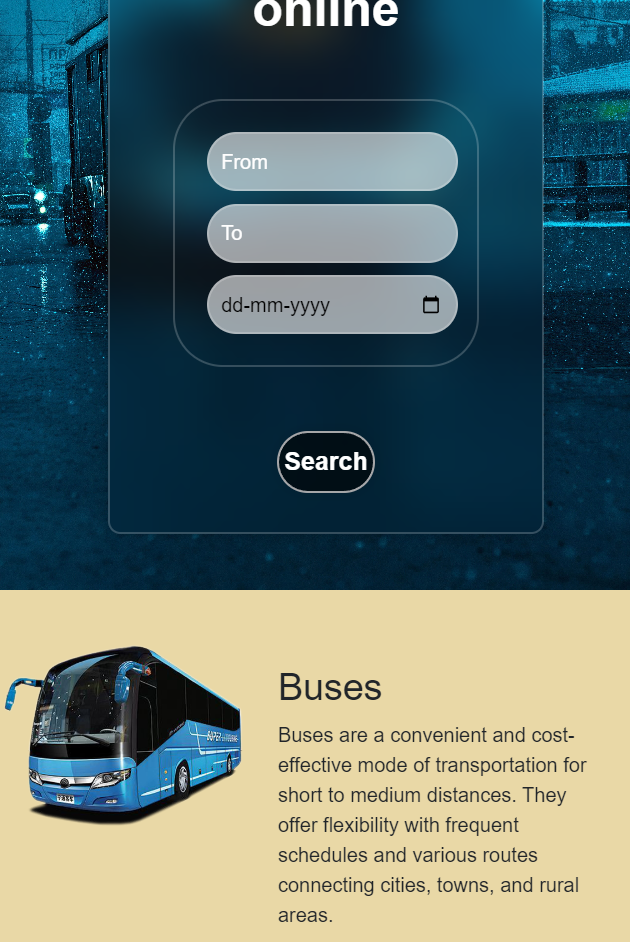 online
From
To
dd-mm-yyyy
Search
Buses
Buses are a convenient and cost-
effective mode of transportation for
short to medium distances. They
offer flexibility with frequent
schedules and various routes
connecting cities, towns, and rural
areas.